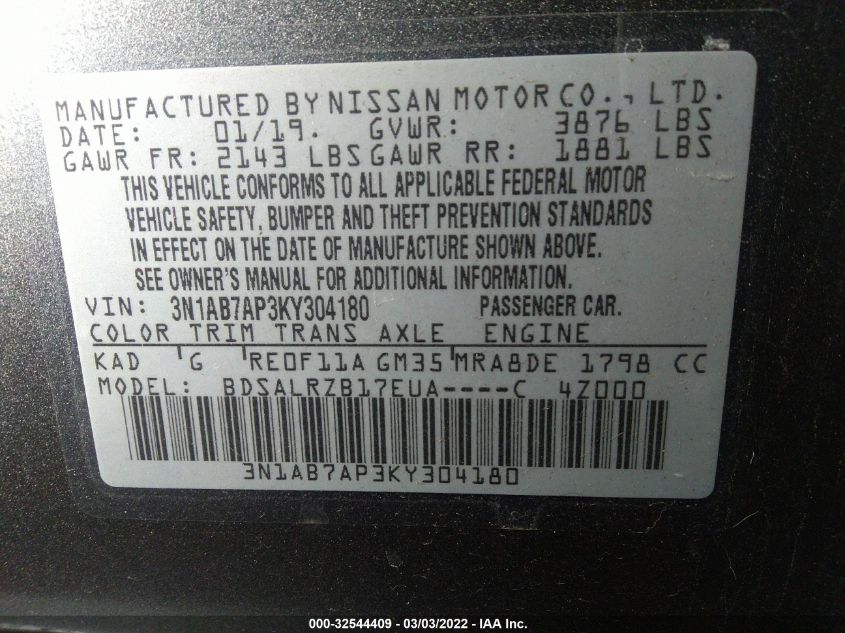 MANUFACTURED BY NISSAN MOTOR CO., LTD.
DATE: 01/19. GVWR: 3876 LBS
GAWR FR: 2143 LBS GAWR RR: 1881 LBS
THIS VEHICLE CONFORMS TO ALL APPLICABLE FEDERAL MOTOR
VEHICLE SAFETY, BUMPER AND THEFT PREVENTION STANDARDS
IN EFFECT ON THE DATE OF MANUFACTURE SHOWN ABOVE.
SEE OWNER'S MANUAL FOR ADDITIONAL INFORMATION.
VIN: 3N1AB7AP3KY304180 PASSENGER CAR.
COLOR TRIM TRANS AXLE ENGINE
KAD G RE0F11A GM35 MRA8DE 1798 CC
MODEL: BDSALRZB17EUA----C 4Z000
3N1AB7AP3KY304180
000-32544409 - 03/03/2022 - IAA Inc.